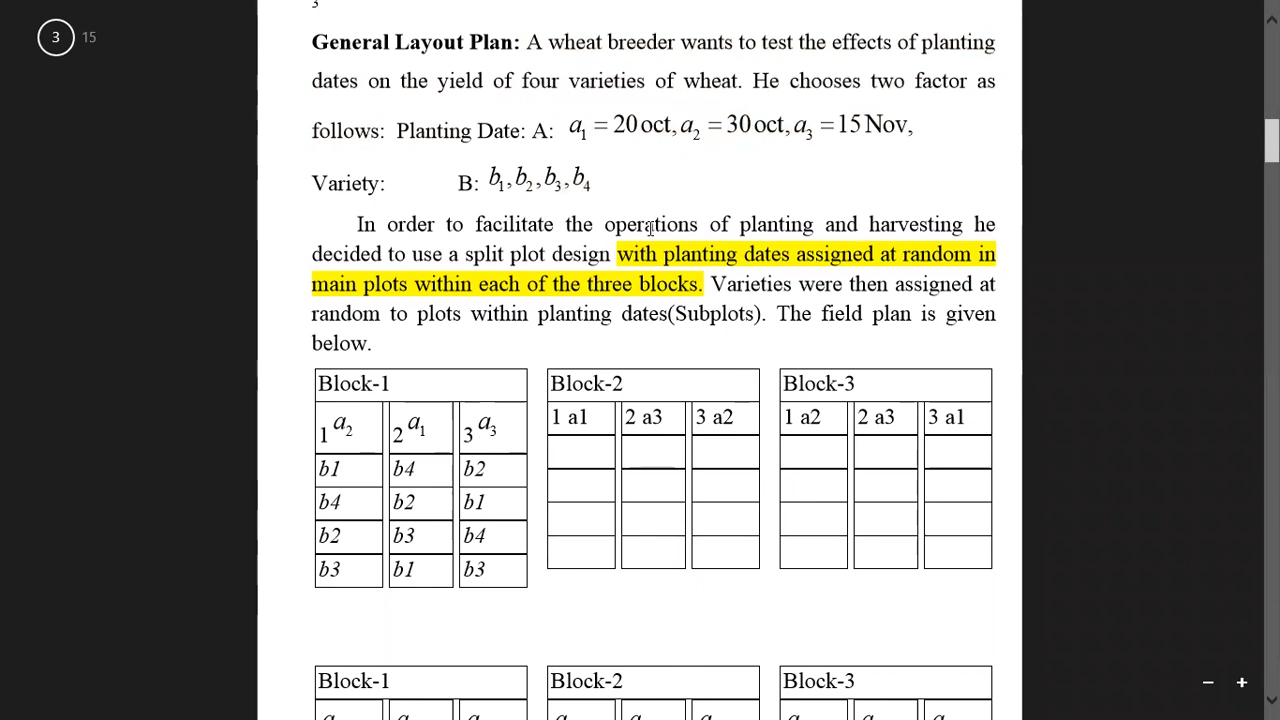 3
3 15
General Layout Plan: A wheat breeder wants to test the effects of planting
dates on the yield of four varieties of wheat. He chooses two factor as
follows: Planting Date: A: a1 = 20 oct, a2 = 30 oct, a3 = 15 Nov,
Variety: B: b1, b2, b3, b4
In order to facilitate the operations of planting and harvesting he
decided to use a split plot design with planting dates assigned at random in
main plots within each of the three blocks. Varieties were then assigned at
random to plots within planting dates(Subplots). The field plan is given
below.
Block-1 Block-2 Block-3
1 a2 2 a1 3 a3 1 a1 2 a3 3 a2 1 a2 2 a3 3 a1
b1 b4 b2
b4 b2 b1
b2 b3 b4
b3 b1 b3
Block-1 Block-2 Block-3